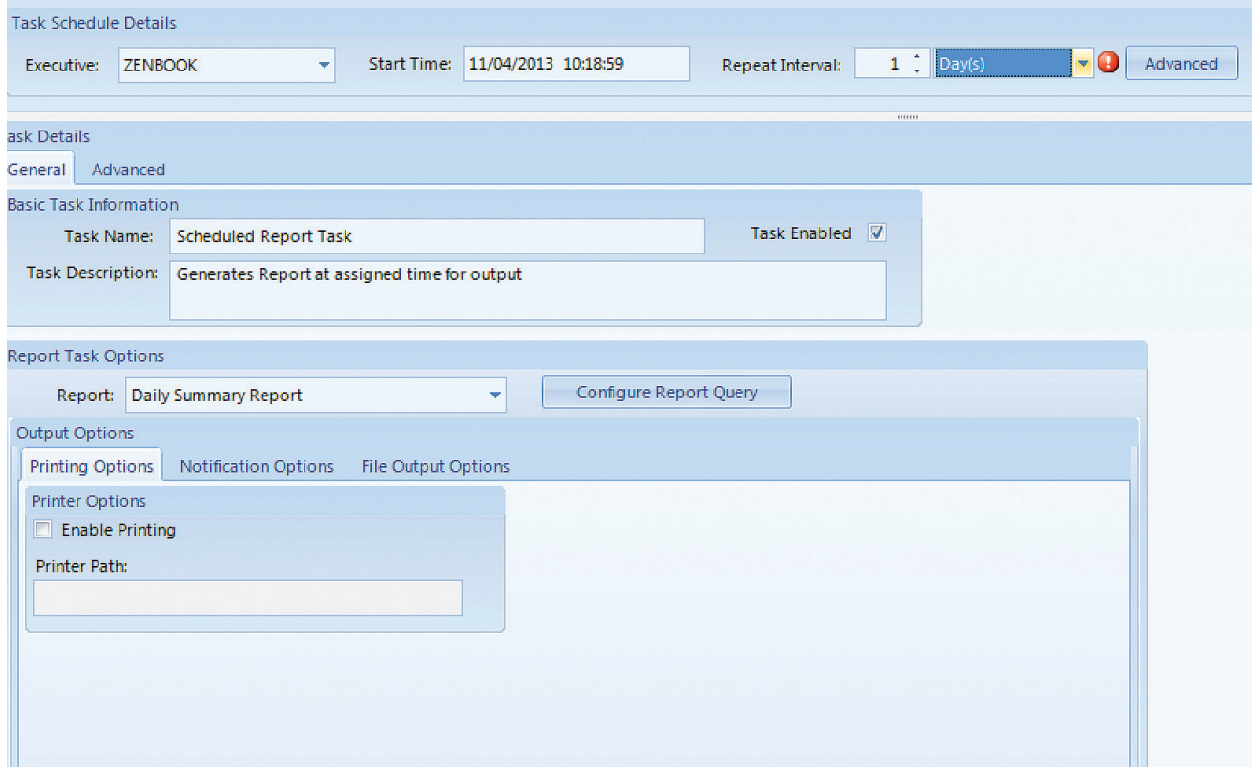 Task Schedule Details
Executive: ZENBOOK Start Time: 11/04/2013 10:18:59 Repeat Interval: 1 Day(s) Advanced
ask Details
General Advanced
Basic Task Information
Task Name: Scheduled Report Task Task Enabled
Task Description: Generates Report at assigned time for output
Report Task Options
Report: Daily Summary Report Configure Report Query
Output Options
Printing Options Notification Options File Output Options
Printer Options
Enable Printing
Printer Path: